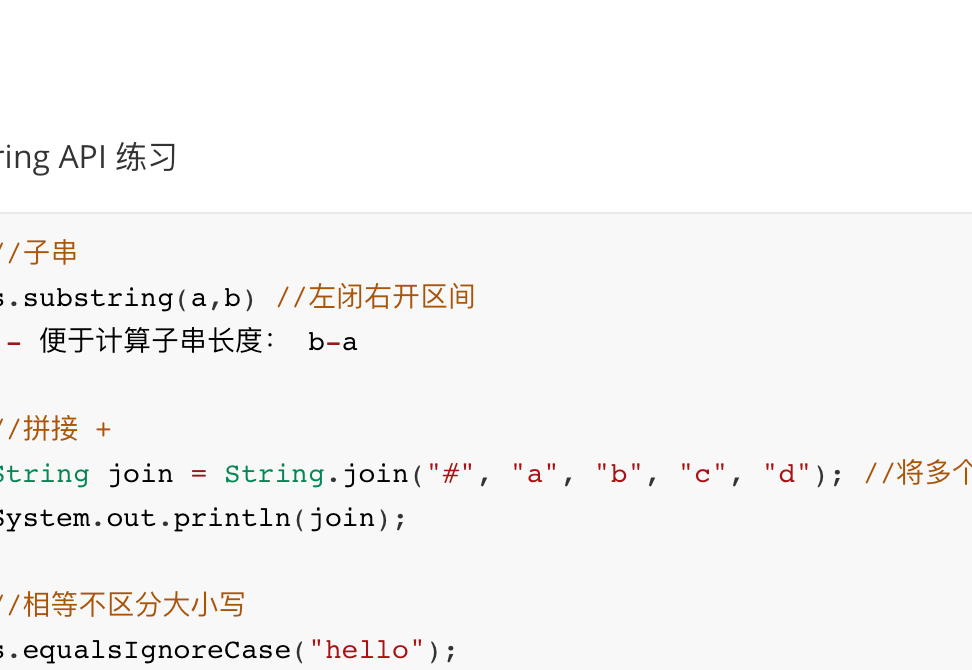 ring API 练习
//子串
s.substring(a,b) //左闭右开区间
- 便于计算子串长度： b-a
//拼接 +
String join = String.join("#", "a", "b", "c", "d"); //将多个
System.out.println(join);
//相等不区分大小写
s.equalsIgnoreCase("hello");